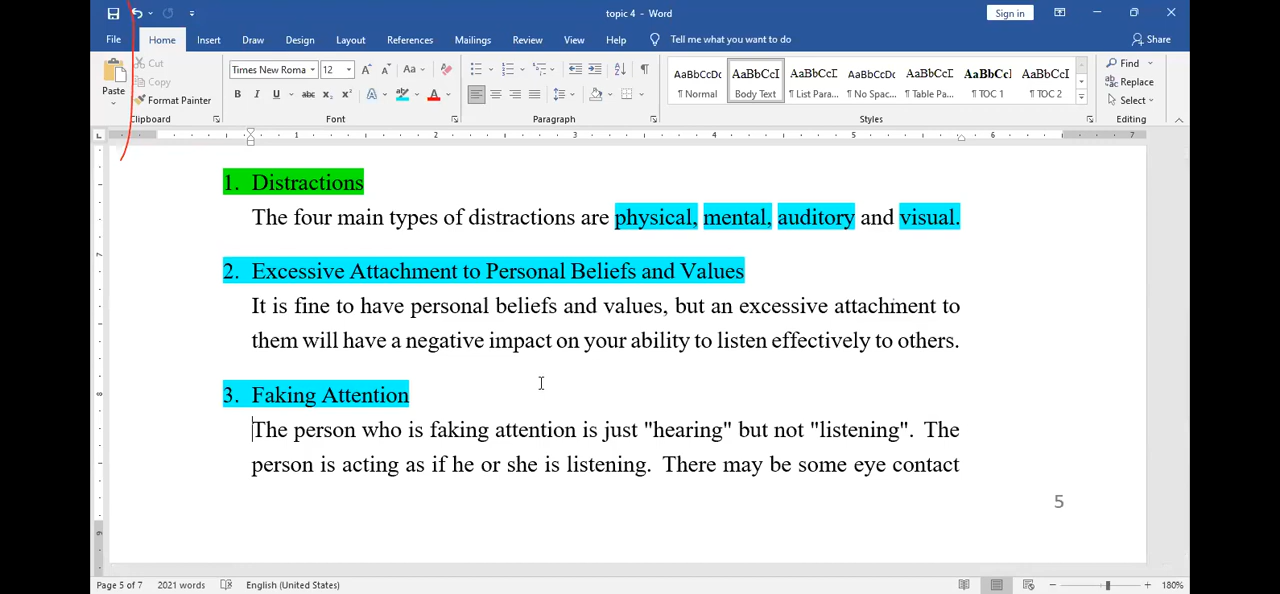 topic 4 - Word
Sign in
File Home Insert Draw Design Layout References Mailings Review View Help Tell me what you want to do Share
Paste
Cut
Copy
Format Painter
Clipboard
Times New Roma 12
Font
Paragraph
AaBbCcDc AaBbCcI AaBbCcI AaBbCcDc AaBbCcI AaBbCcI AaBbCcI
¶ Normal Body Text ¶ List Para... ¶ No Spac... ¶ Table Pa... ¶ TOC 1 ¶ TOC 2
Styles
Find
Replace
Select
Editing
1 2 3 4 5 6 7
1. Distractions
The four main types of distractions are physical, mental, auditory and visual.
2. Excessive Attachment to Personal Beliefs and Values
It is fine to have personal beliefs and values, but an excessive attachment to
them will have a negative impact on your ability to listen effectively to others.
3. Faking Attention
The person who is faking attention is just "hearing" but not "listening". The
person is acting as if he or she is listening. There may be some eye contact
5
Page 5 of 7 2021 words English (United States) 180%